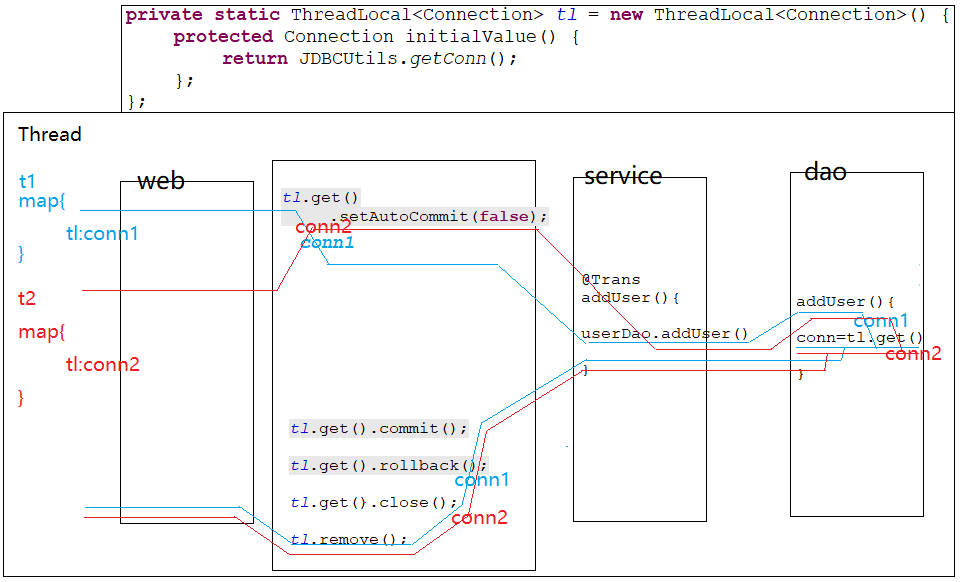 private static ThreadLocal<Connection> tl = new ThreadLocal<Connection>() {
protected Connection initialValue() {
return JDBCUtils.getConn();
};
};
Thread
t1
map{
tl:conn1
}
t2
map{
tl:conn2
}
web
tl.get()
.setAutoCommit(false);
conn2
conn1
tl.get().commit();
tl.get().rollback();
conn1
tl.get().close();
conn2
tl.remove();
service
@Trans
addUser(){
userDao.addUser()
}
dao
addUser(){
conn1
conn=tl.get()
conn2
}